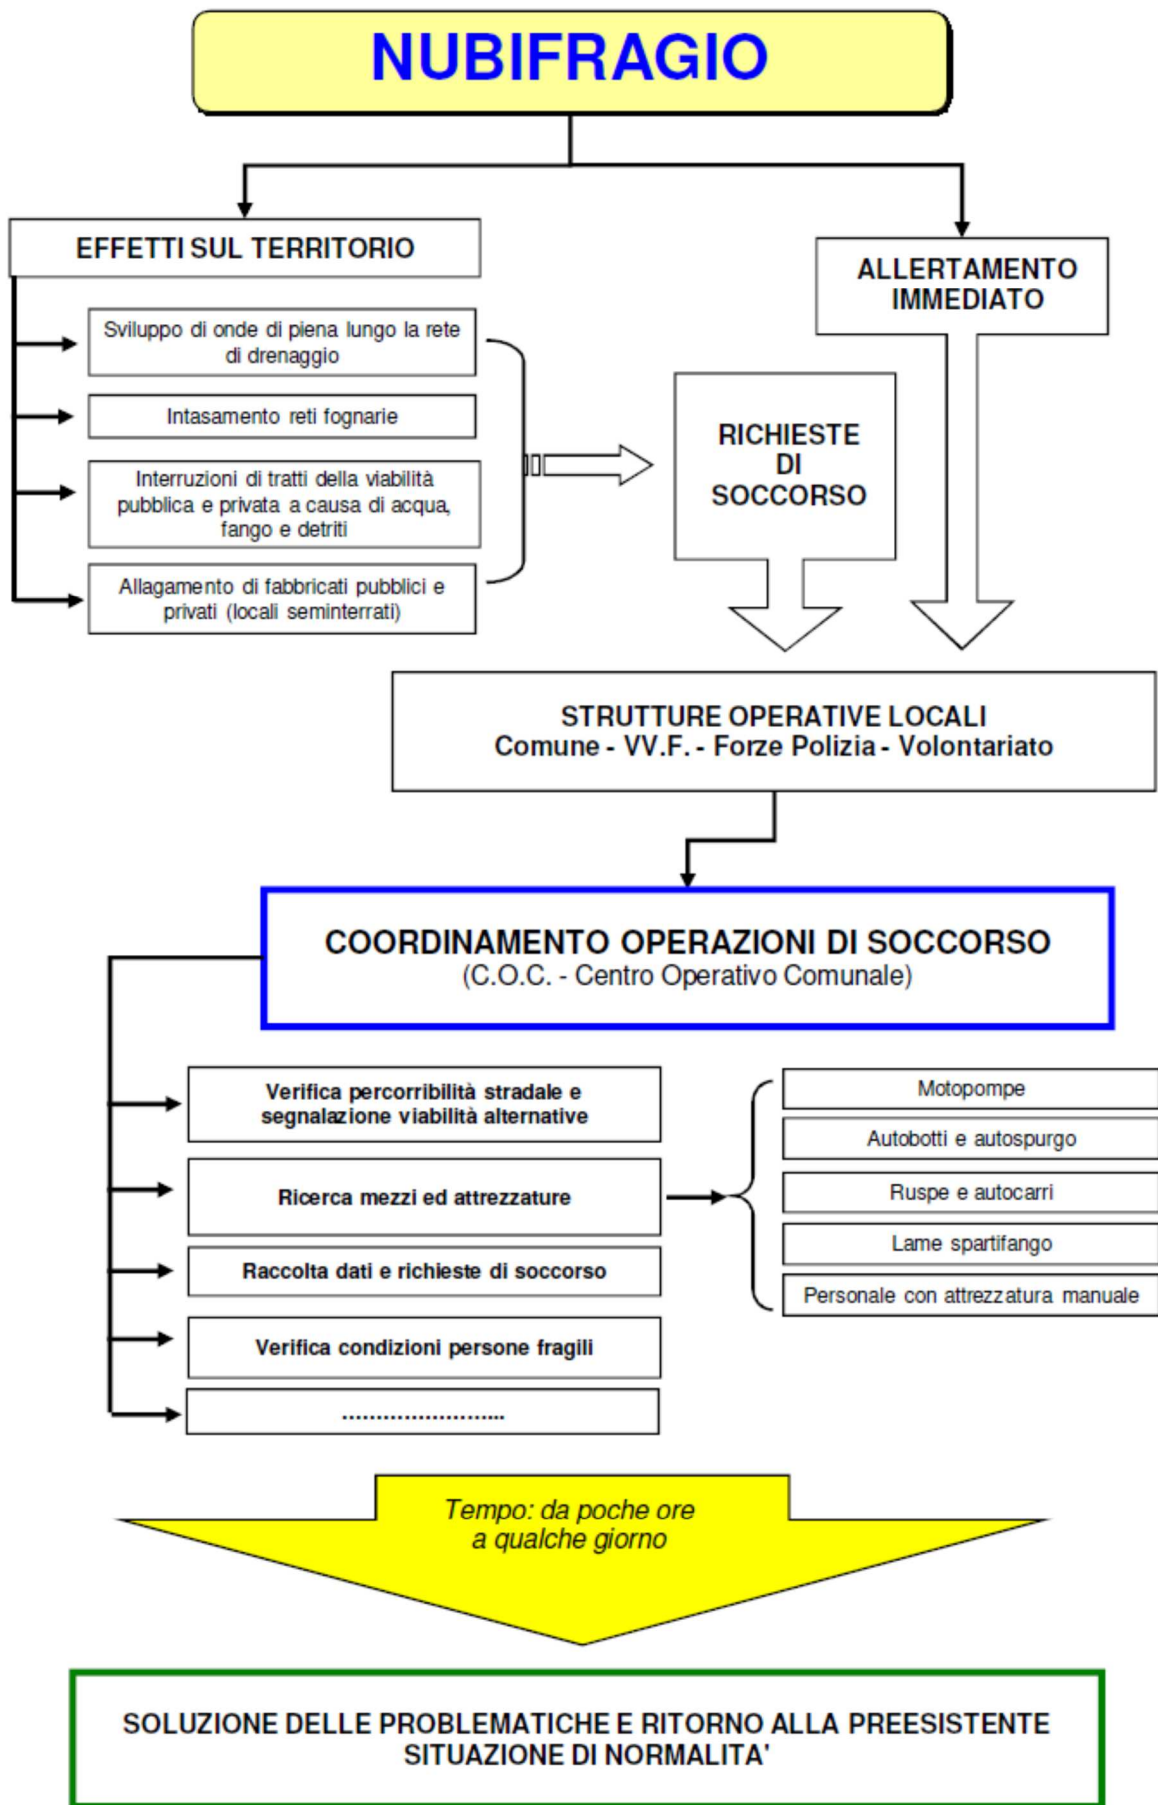 NUBIFRAGIO
EFFETTI SUL TERRITORIO
ALLERTAMENTO
IMMEDIATO
Sviluppo di onde di piena lungo la rete
di drenaggio
Intasamento reti fognarie
Interruzioni di tratti della viabilità
pubblica e privata a causa di acqua,
fango e detriti
Allagamento di fabbricati pubblici e
privati (locali seminterrati)
RICHIESTE
DI
SOCCORSO
STRUTTURE OPERATIVE LOCALI
Comune - VV.F. - Forze Polizia - Volontariato
COORDINAMENTO OPERAZIONI DI SOCCORSO
(C.O.C. - Centro Operativo Comunale)
Verifica percorribilità stradale e
segnalazione viabilità alternative
Ricerca mezzi ed attrezzature
Raccolta dati e richieste di soccorso
Verifica condizioni persone fragili
……………………...
Motopompe
Autobotti e autospurgo
Ruspe e autocarri
Lame spartifango
Personale con attrezzatura manuale
Tempo: da poche ore
a qualche giorno
SOLUZIONE DELLE PROBLEMATICHE E RITORNO ALLA PREESISTENTE
SITUAZIONE DI NORMALITA'